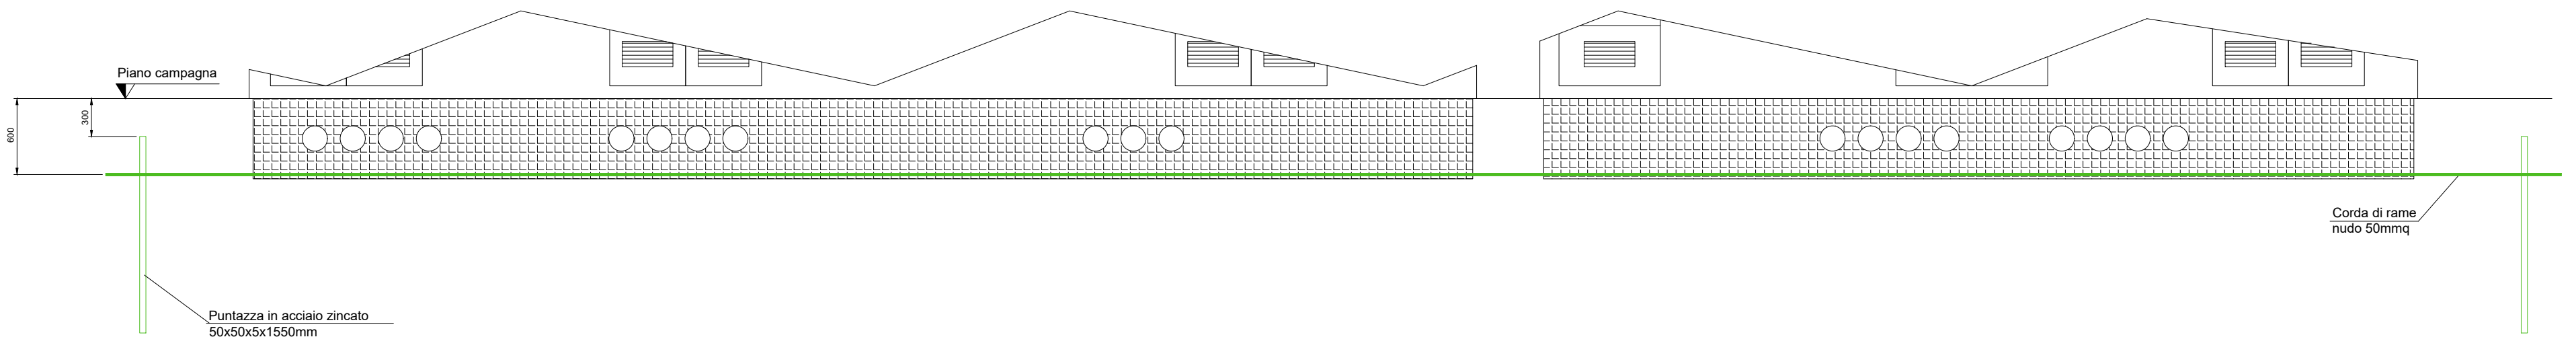 Piano campagna
300
600
Corda di rame
nudo 50mmq
Puntazza in acciaio zincato
50x50x5x1550mm